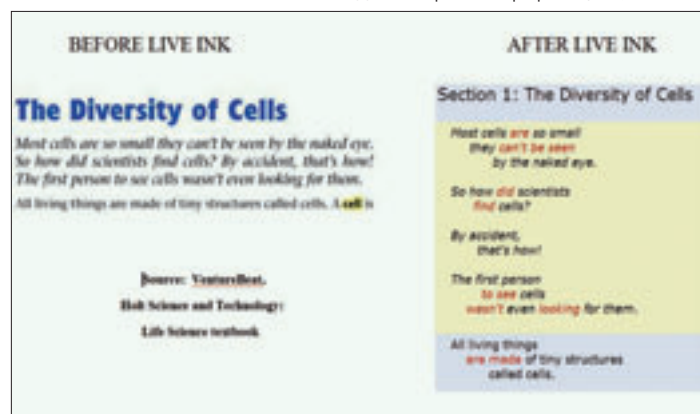 BEFORE LIVE INK
The Diversity of Cells
Most cells are so small they can't be seen by the naked eye.
So how did scientists find cells? By accident, that's how!
The first person to see cells wasn't even looking for them.
All living things are made of tiny structures called cells. A cell is
Source: VentureBeat,
Holt Science and Technology:
Life Science textbook
AFTER LIVE INK
Section 1: The Diversity of Cells
Most cells are so small
they can't be seen
by the naked eye.
So how did scientists
find cells?
By accident,
that's how!
The first person
to see cells
wasn't even looking for them.
All living things
are made of tiny structures
called cells.